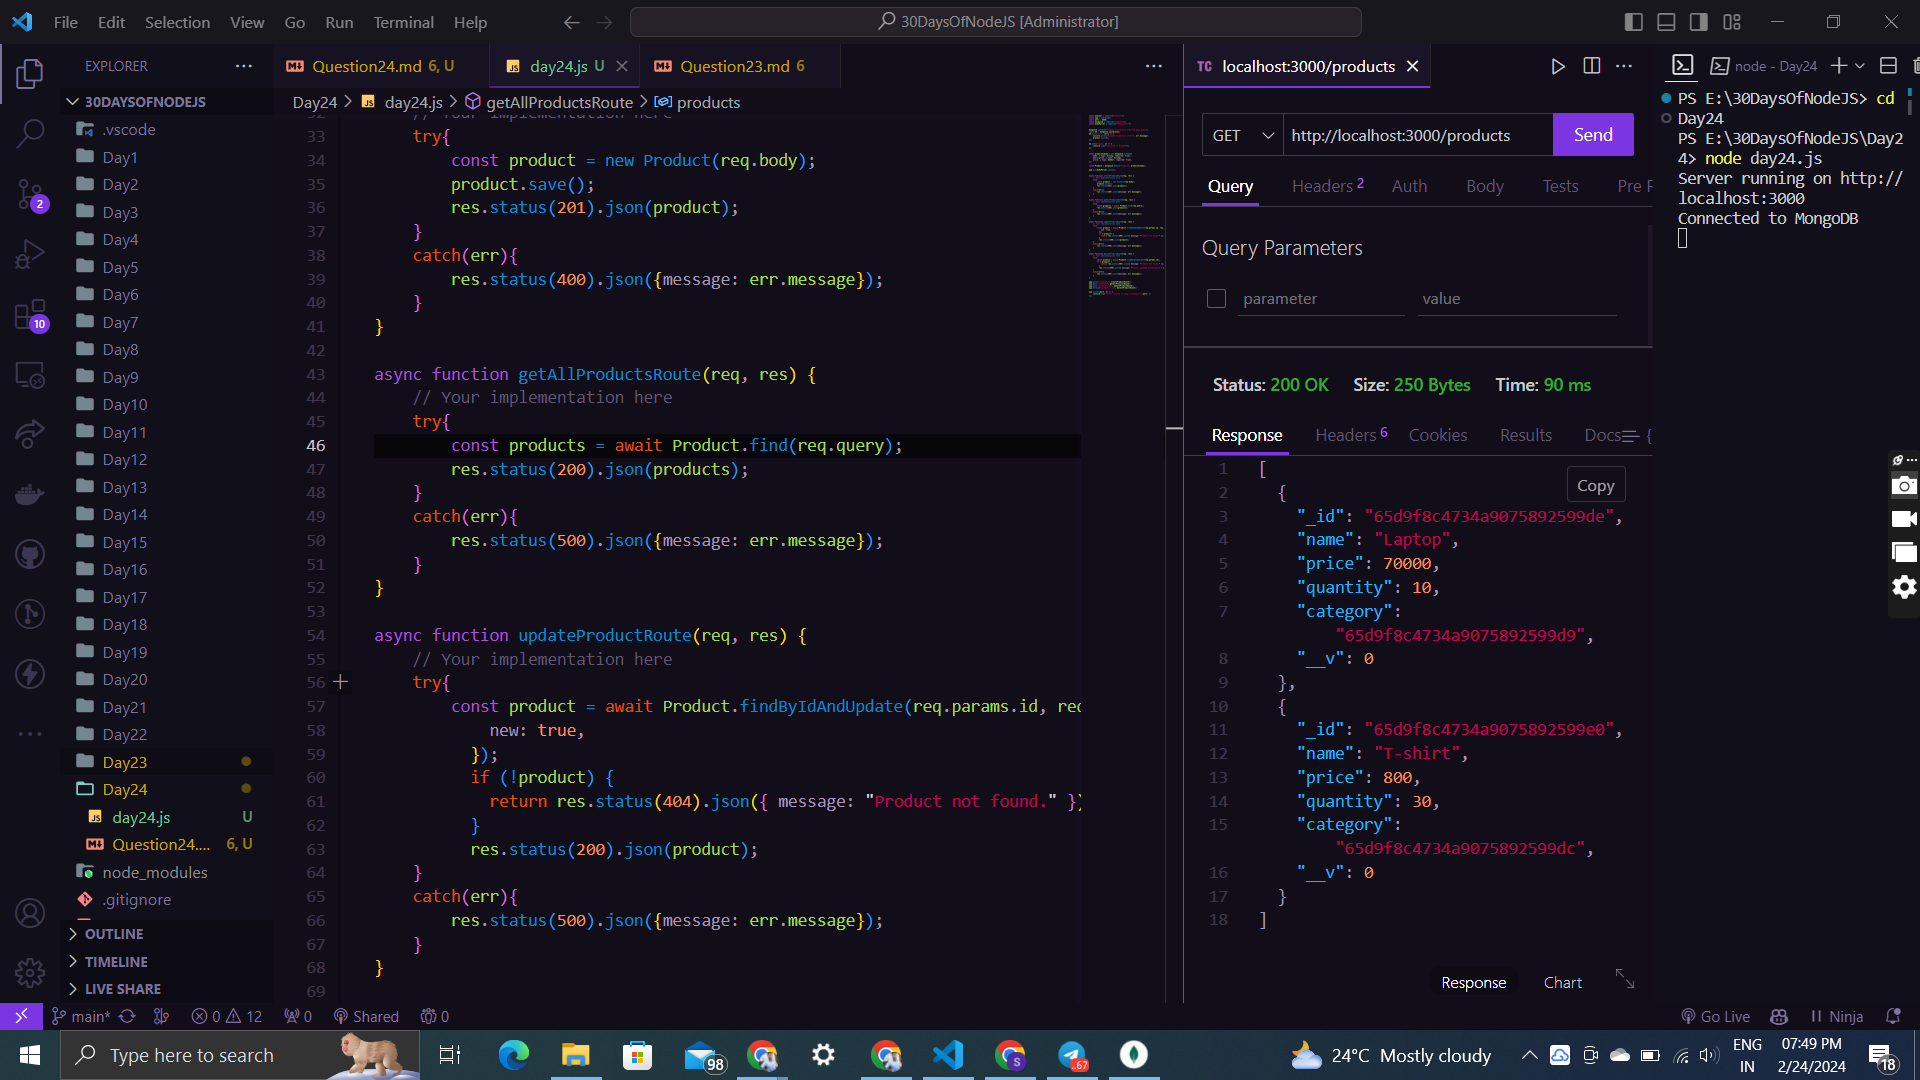 File Edit Selection View Go Run Terminal Help
30DaysOfNodeJS [Administrator]
EXPLORER
30DAYSOFNODEJS
.vscode
Day1
Day2
Day3
Day4
Day5
Day6
Day7
Day8
Day9
Day10
Day11
Day12
Day13
Day14
Day15
Day16
Day17
Day18
Day19
Day20
Day21
Day22
Day23
Day24
day24.js U
Question24.... 6, U
node_modules
.gitignore
OUTLINE
TIMELINE
LIVE SHARE
2
10
Question24.md 6, U
day24.js U
Question23.md 6
Day24 > day24.js > getAllProductsRoute > products
32 // Your implementation here
33 try{
34 const product = new Product(req.body);
35 product.save();
36 res.status(201).json(product);
37 }
38 catch(err){
39 res.status(400).json({message: err.message});
40 }
41 }
42
43 async function getAllProductsRoute(req, res) {
44 // Your implementation here
45 try{
46 const products = await Product.find(req.query);
47 res.status(200).json(products);
48 }
49 catch(err){
50 res.status(500).json({message: err.message});
51 }
52 }
53
54 async function updateProductRoute(req, res) {
55 // Your implementation here
56 try{
57 const product = await Product.findByIdAndUpdate(req.params.id, req
58 new: true,
59 });
60 if (!product) {
61 return res.status(404).json({ message: "Product not found." })
62 }
63 res.status(200).json(product);
64 }
65 catch(err){
66 res.status(500).json({message: err.message});
67 }
68 }
69
TC localhost:3000/products
GET http://localhost:3000/products Send
Query Headers 2 Auth Body Tests Pre R
Query Parameters
parameter value
Status: 200 OK Size: 250 Bytes Time: 90 ms
Response Headers 6 Cookies Results Docs {
Copy
1 [
2 {
3 "_id": "65d9f8c4734a9075892599de",
4 "name": "Laptop",
5 "price": 70000,
6 "quantity": 10,
7 "category":
"65d9f8c4734a9075892599d9",
8 "__v": 0
9 },
10 {
11 "_id": "65d9f8c4734a9075892599e0",
12 "name": "T-shirt",
13 "price": 800,
14 "quantity": 30,
15 "category":
"65d9f8c4734a9075892599dc",
16 "__v": 0
17 }
18 ]
Response Chart
node - Day24
PS E:\30DaysOfNodeJS> cd
Day24
PS E:\30DaysOfNodeJS\Day2
4> node day24.js
Server running on http://
localhost:3000
Connected to MongoDB
main* 0 12 0 Shared 0
Go Live Ninja
Type here to search
98
.67
24°C Mostly cloudy
ENG
IN
07:49 PM
2/24/2024
18